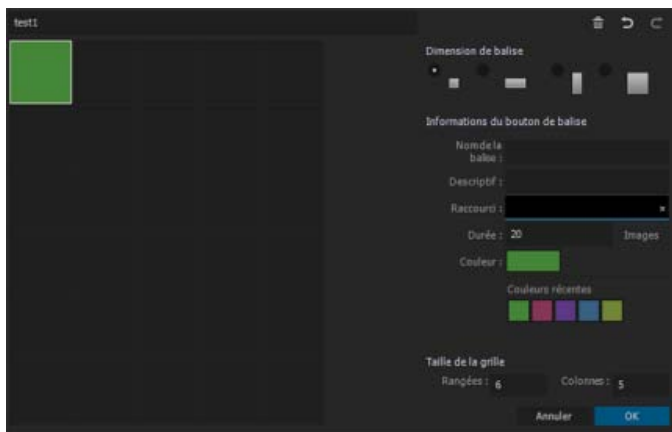 test1
Dimension de balise
Informations du bouton de balise
Nom de la
balise :
Descriptif :
Raccourci :
Durée : 20 Images
Couleur :
Couleurs récentes
Taille de la grille
Rangées : 6 Colonnes : 5
Annuler OK